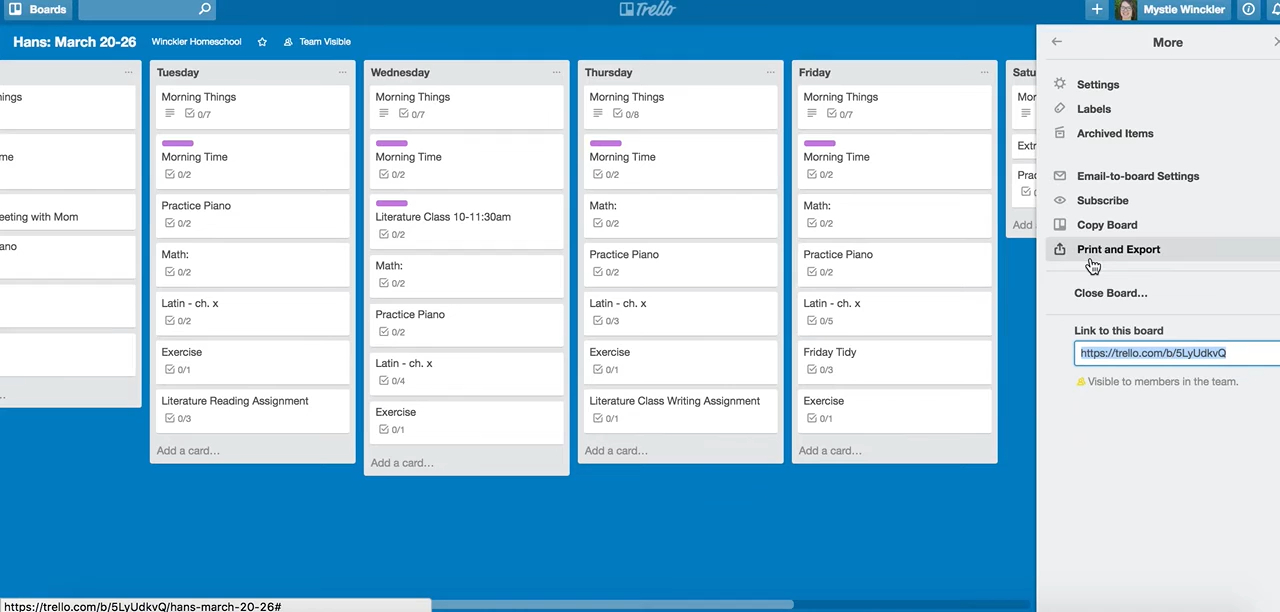 Boards
Trello
Mystie Winckler
Hans: March 20-26
Winckler Homeschool
Team Visible
ings
me
eeting with Mom
ano
Tuesday
Morning Things
0/7
Morning Time
0/2
Practice Piano
0/2
Math:
0/2
Latin - ch. x
0/2
Exercise
0/1
Literature Reading Assignment
0/3
Add a card…
Wednesday
Morning Things
0/7
Morning Time
0/2
Literature Class 10-11:30am
0/2
Math:
0/2
Practice Piano
0/2
Latin - ch. x
0/4
Exercise
0/1
Add a card…
Thursday
Morning Things
0/8
Morning Time
0/2
Math:
0/2
Practice Piano
0/2
Latin - ch. x
0/3
Exercise
0/1
Literature Class Writing Assignment
0/1
Add a card…
Friday
Morning Things
0/7
Morning Time
0/2
Math:
0/2
Practice Piano
0/2
Latin - ch. x
0/5
Friday Tidy
0/3
Exercise
0/1
Add a card…
Satu
Mor
Extr
Prac
Add
More
Settings
Labels
Archived Items
Email-to-board Settings
Subscribe
Copy Board
Print and Export
Close Board...
Link to this board
https://trello.com/b/5LyUdkvQ
Visible to members in the team.
https://trello.com/b/5LyUdkvQ/hans-march-20-26#